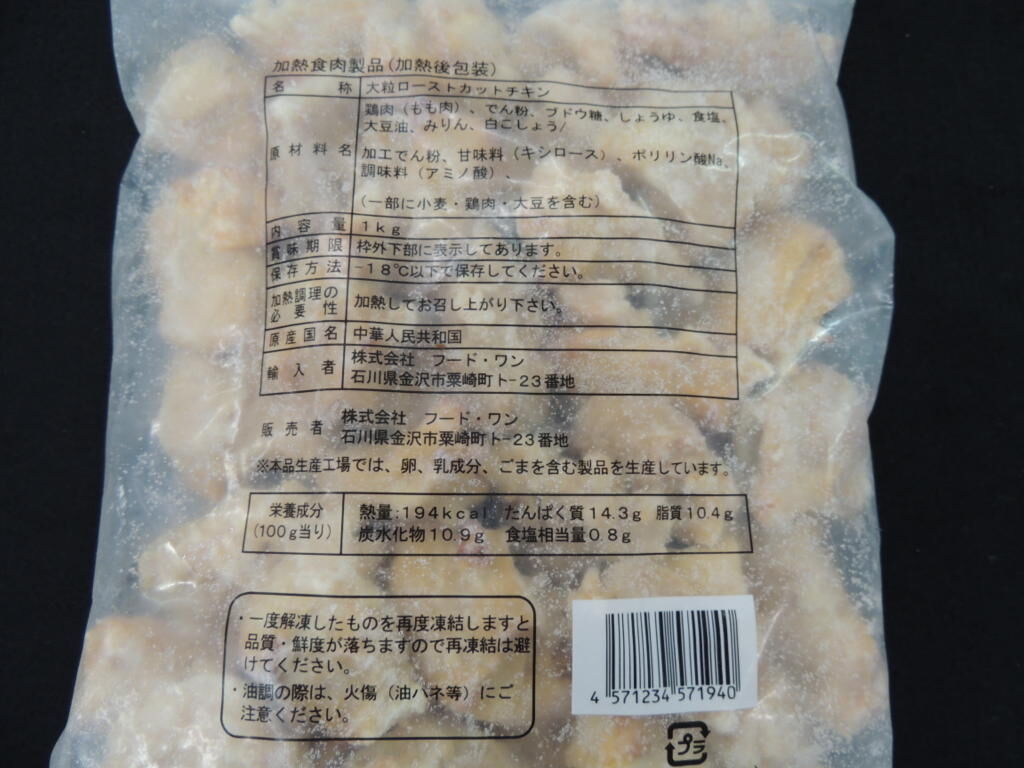 加熱食肉製品(加熱後包装)
名称 大粒ローストカットチキン
原材料名 鶏肉(もも肉)、でん粉、ブドウ糖、しょうゆ、食塩、
大豆油、みりん、白こしょう/
加工でん粉、甘味料(キシロース)、ポリリン酸Na、
調味料(アミノ酸)、
(一部に小麦・鶏肉・大豆を含む)
内容量 1kg
賞味期限 枠外下部に表示してあります。
保存方法 -18℃以下で保存してください。
加熱調理の必要性 加熱してお召し上がり下さい。
原産国名 中華人民共和国
輸入者 株式会社 フード・ワン
石川県金沢市粟崎町ト-23番地
販売者 株式会社 フード・ワン
石川県金沢市粟崎町ト-23番地
※本品生産工場では、卵、乳成分、ごまを含む製品を生産しています。
栄養成分(100g当り) 熱量:194kcal たんぱく質14.3g 脂質10.4g
炭水化物10.9g 食塩相当量0.8g
・一度解凍したものを再度凍結しますと
品質・鮮度が落ちますので再凍結は避
けてください。
・油調の際は、火傷(油ハネ等)にご
注意ください。
4 571234 571940
プラ